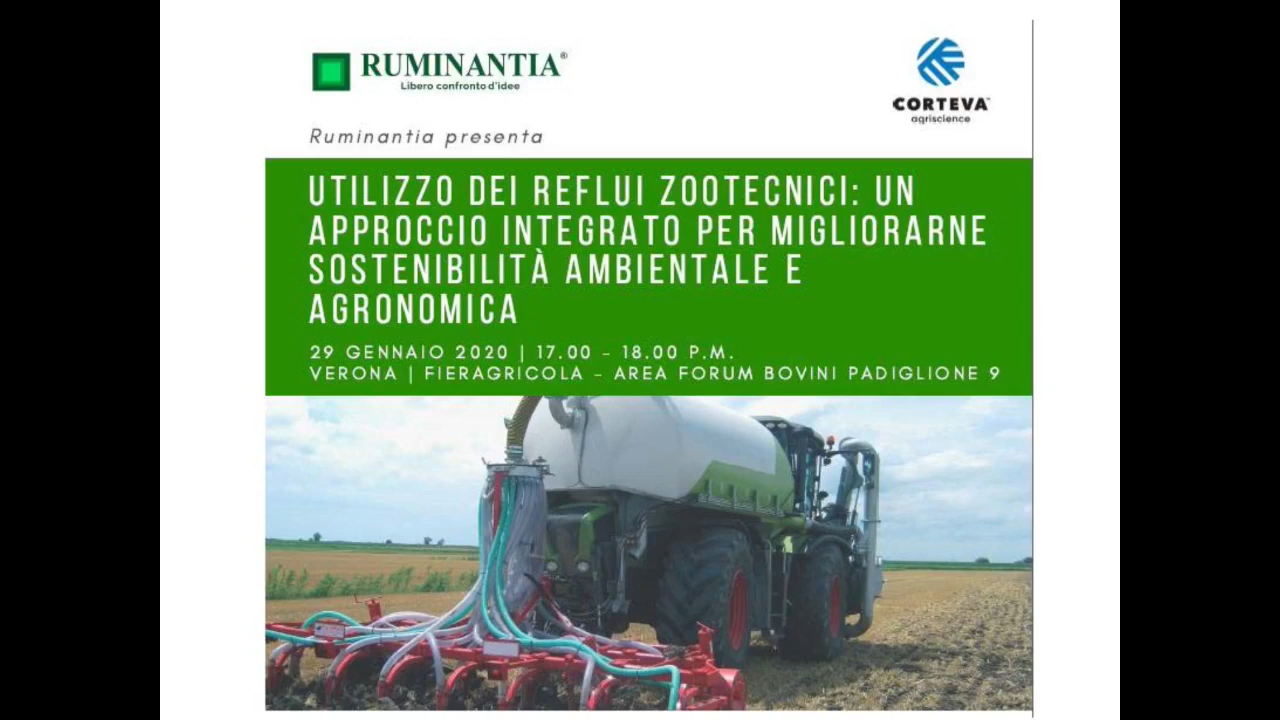 RUMINANTIA®
Libero confronto d'idee
CORTEVA™
agriscience
Ruminantia presenta
UTILIZZO DEI REFLUI ZOOTECNICI: UN
APPROCCIO INTEGRATO PER MIGLIORARNE
SOSTENIBILITÀ AMBIENTALE E
AGRONOMICA
29 GENNAIO 2020 | 17.00 - 18.00 P.M.
VERONA | FIERAGRICOLA - AREA FORUM BOVINI PADIGLIONE 9